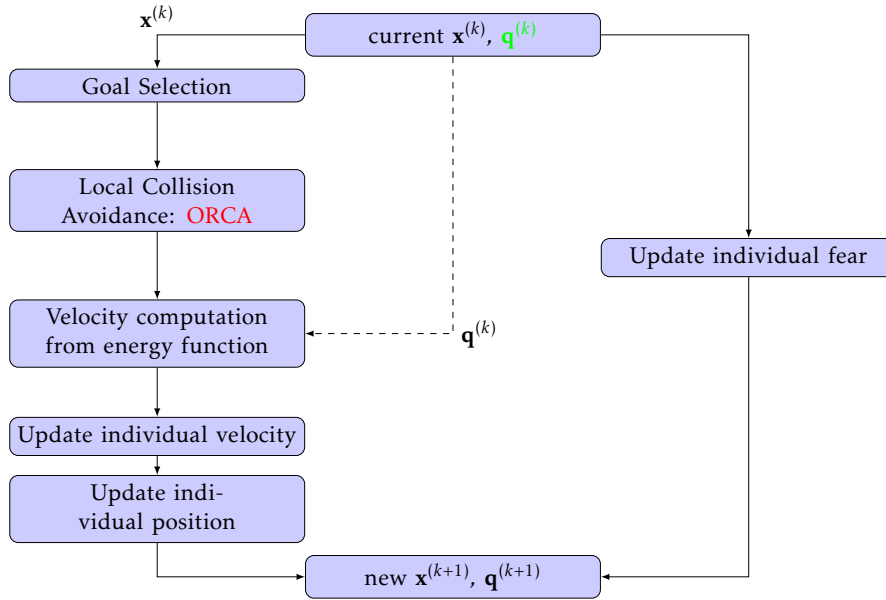 x^(k)
current x^(k), q^(k)
Goal Selection
Local Collision
Avoidance: ORCA
Update individual fear
Velocity computation
from energy function
q^(k)
Update individual velocity
Update indi-
vidual position
new x^(k+1), q^(k+1)